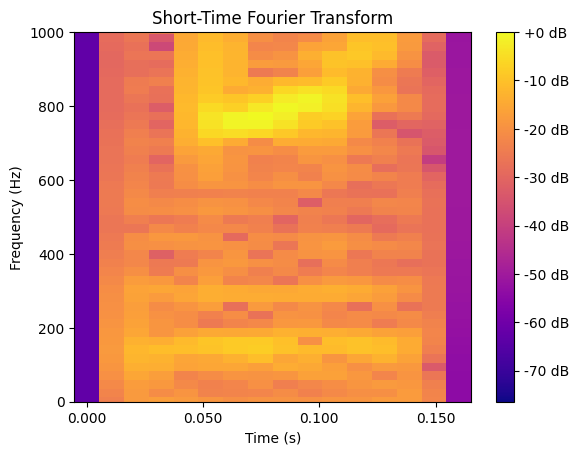 Short-Time Fourier Transform
1000
800
600
400
200
0
Frequency (Hz)
0.000
0.050
0.100
0.150
Time (s)
+0 dB
-10 dB
-20 dB
-30 dB
-40 dB
-50 dB
-60 dB
-70 dB